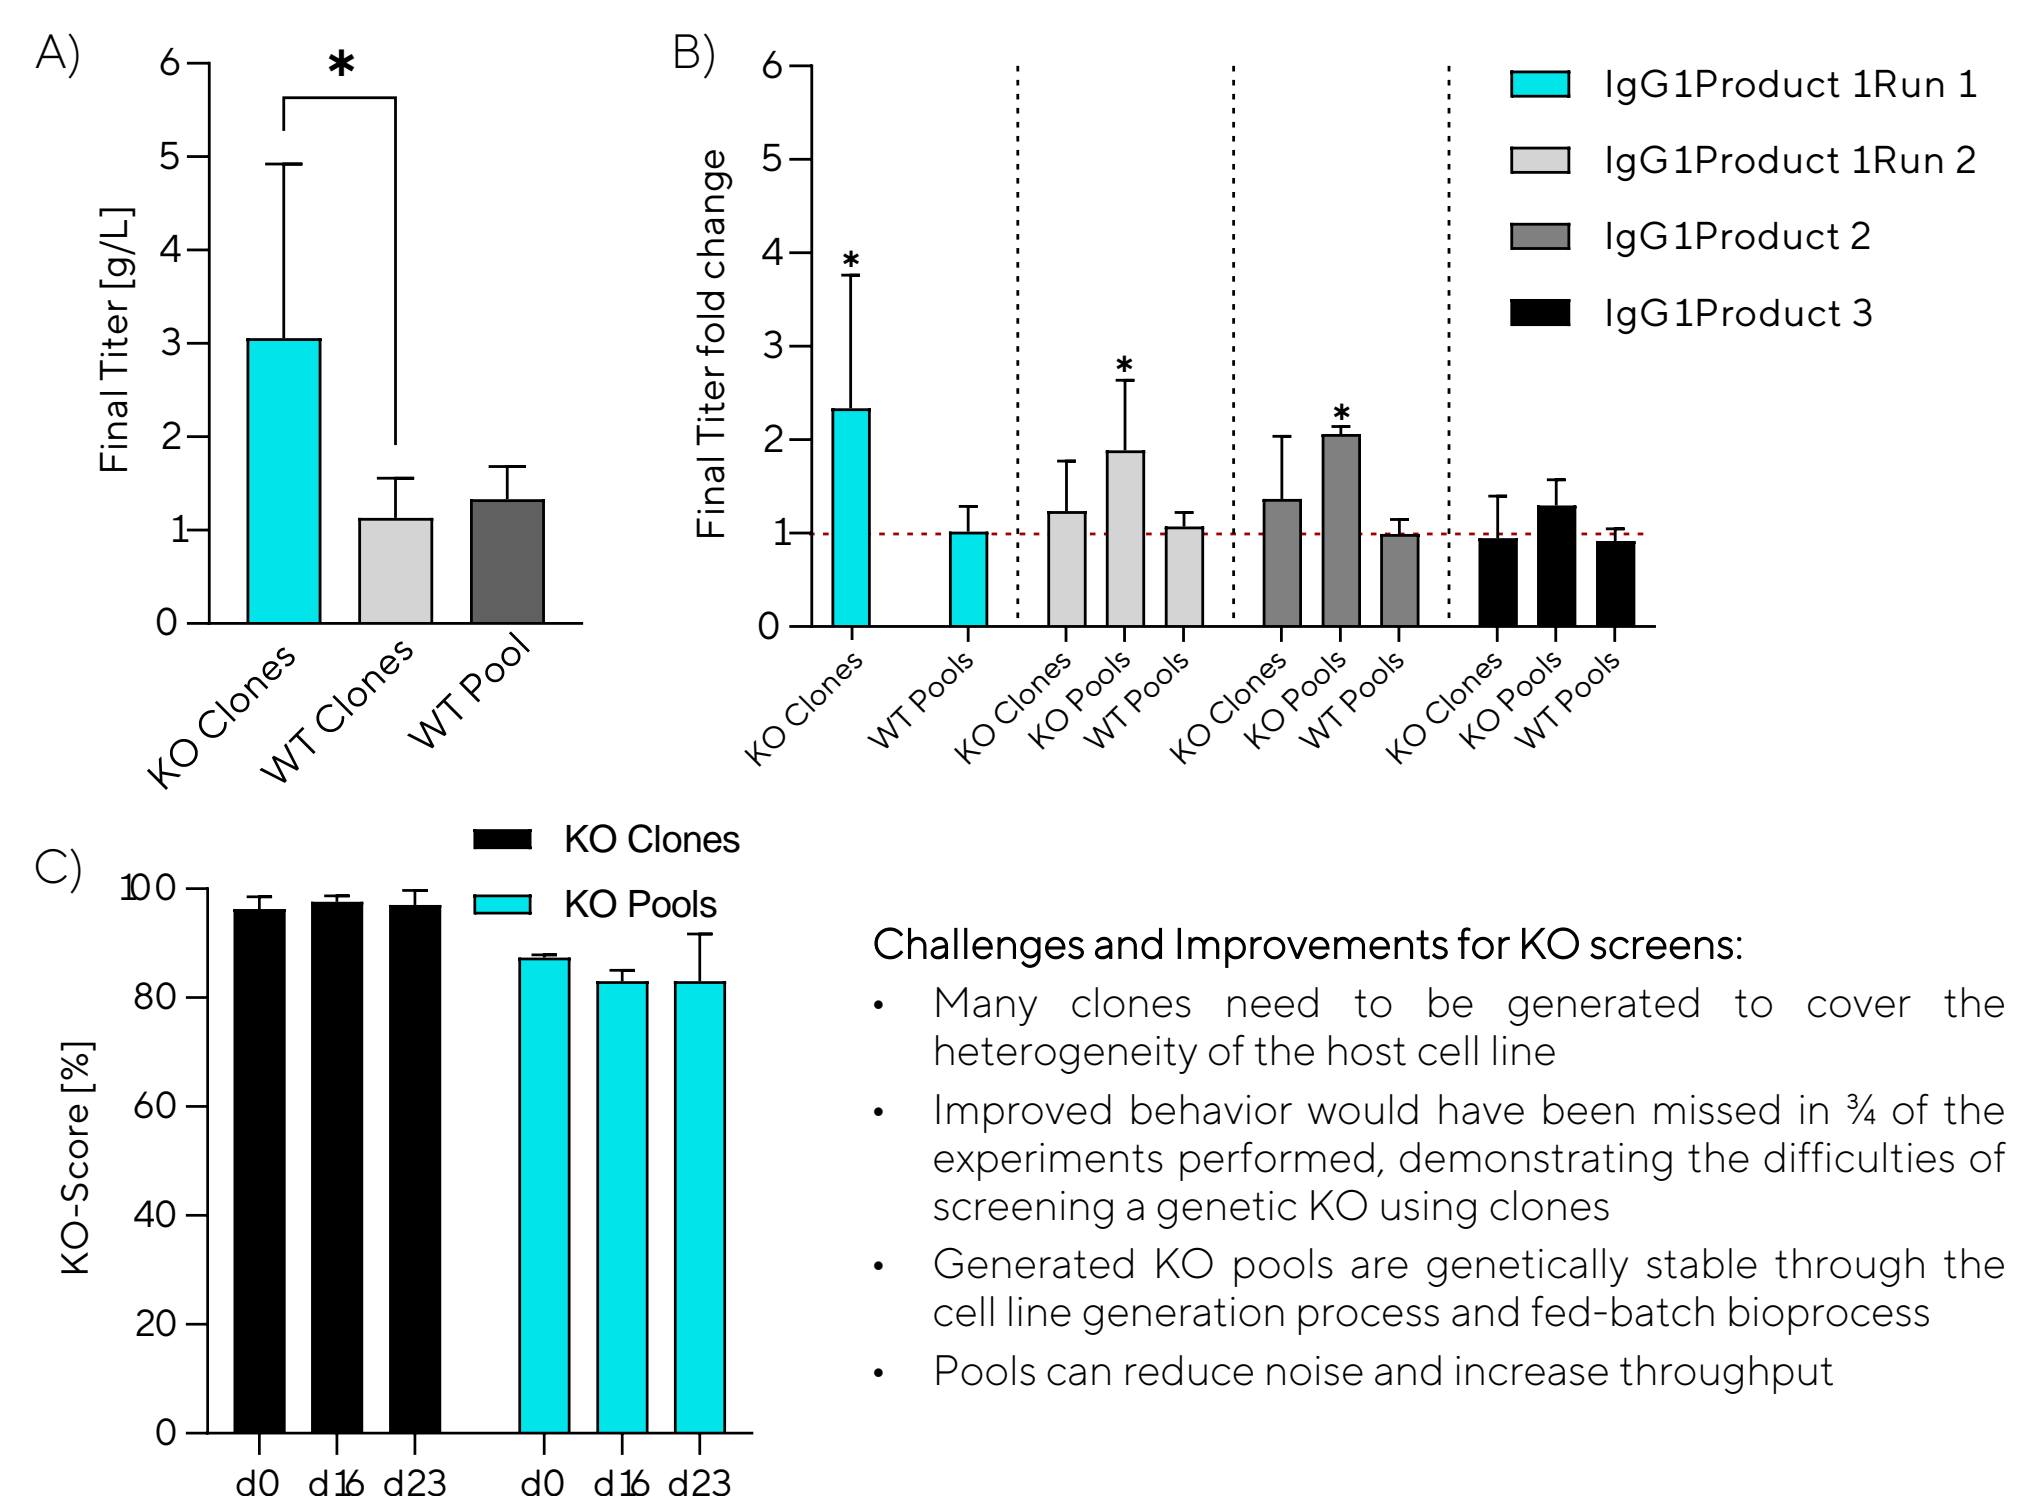 A)
*
6
5
4
3
2
1
0
Final Titer [g/L]
KO Clones
WT Clones
WT Pool
B)
6
5
4
3
2
1
0
Final Titer fold change
*
*
*
KO Clones
WT Pools
KO Clones
KO Pools
WT Pools
KO Clones
KO Pools
WT Pools
KO Clones
KO Pools
WT Pools
IgG1Product 1Run 1
IgG1Product 1Run 2
IgG1Product 2
IgG1Product 3
C)
KO Clones
KO Pools
100
80
60
40
20
0
KO-Score [%]
d0 d16 d23 d0 d16 d23
Challenges and Improvements for KO screens:
• Many clones need to be generated to cover the
heterogeneity of the host cell line
• Improved behavior would have been missed in ¾ of the
experiments performed, demonstrating the difficulties of
screening a genetic KO using clones
• Generated KO pools are genetically stable through the
cell line generation process and fed-batch bioprocess
• Pools can reduce noise and increase throughput